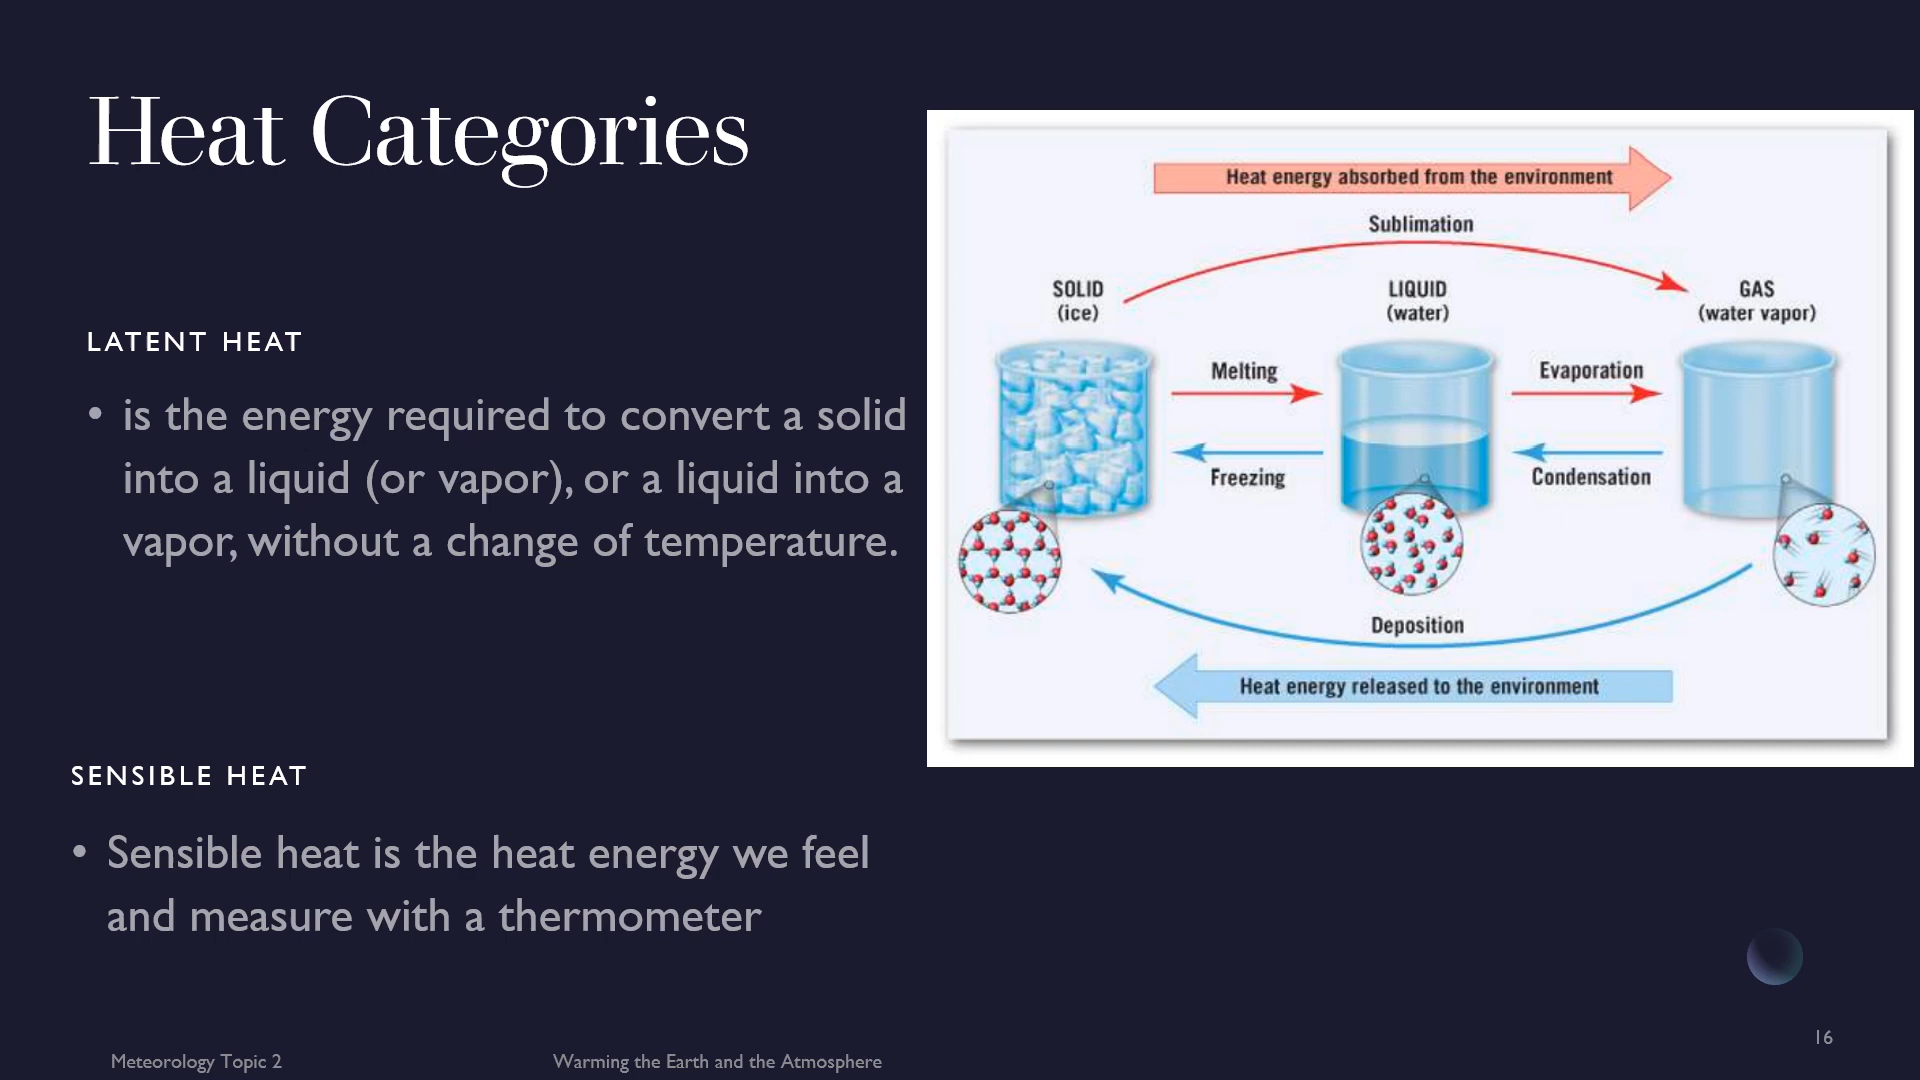 Heat Categories
LATENT HEAT
• is the energy required to convert a solid
into a liquid (or vapor), or a liquid into a
vapor, without a change of temperature.
SENSIBLE HEAT
• Sensible heat is the heat energy we feel
and measure with a thermometer
Heat energy absorbed from the environment
Sublimation
SOLID
(ice)
LIQUID
(water)
GAS
(water vapor)
Melting
Evaporation
Freezing
Condensation
Deposition
Heat energy released to the environment
16
Meteorology Topic 2
Warming the Earth and the Atmosphere